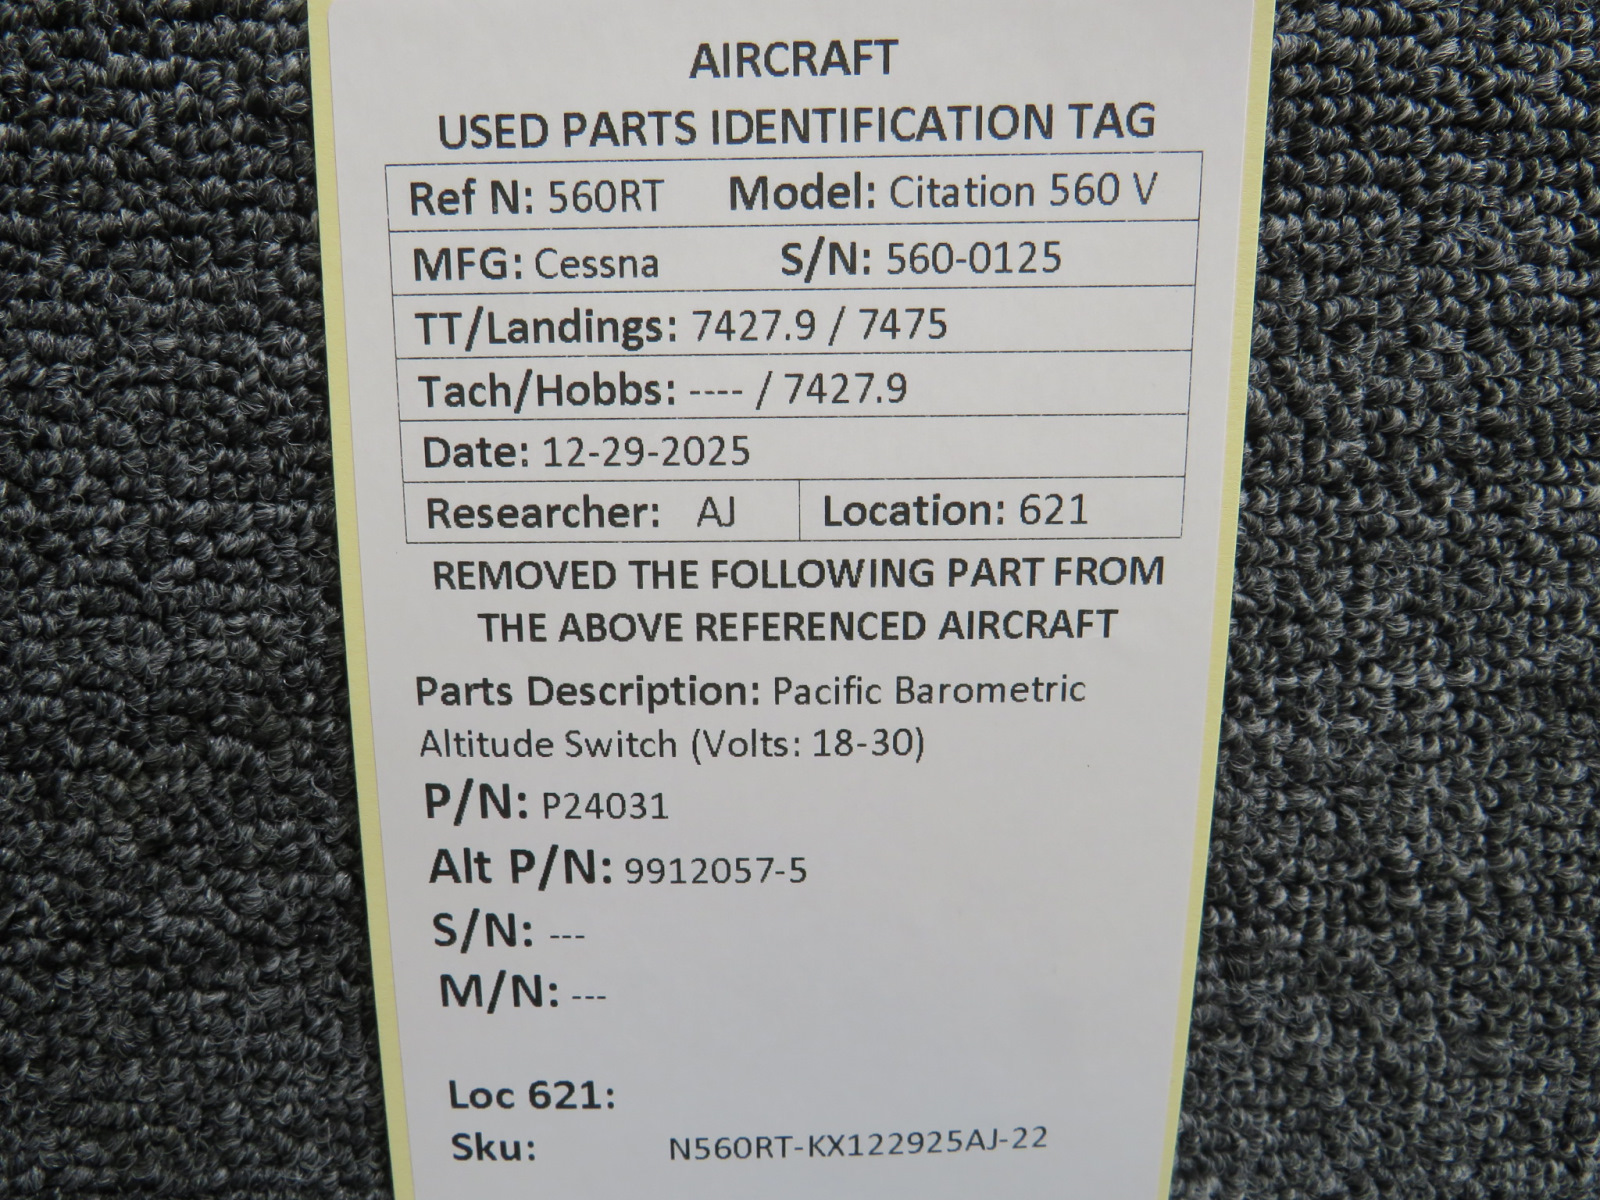 AIRCRAFT
USED PARTS IDENTIFICATION TAG
Ref N: 560RT Model: Citation 560 V
MFG: Cessna S/N: 560-0125
TT/Landings: 7427.9 / 7475
Tach/Hobbs: ---- / 7427.9
Date: 12-29-2025
Researcher: AJ Location: 621
REMOVED THE FOLLOWING PART FROM
THE ABOVE REFERENCED AIRCRAFT
Parts Description: Pacific Barometric
Altitude Switch (Volts: 18-30)
P/N: P24031
Alt P/N: 9912057-5
S/N: ---
M/N: ---
Loc 621:
Sku: N560RT-KX122925AJ-22